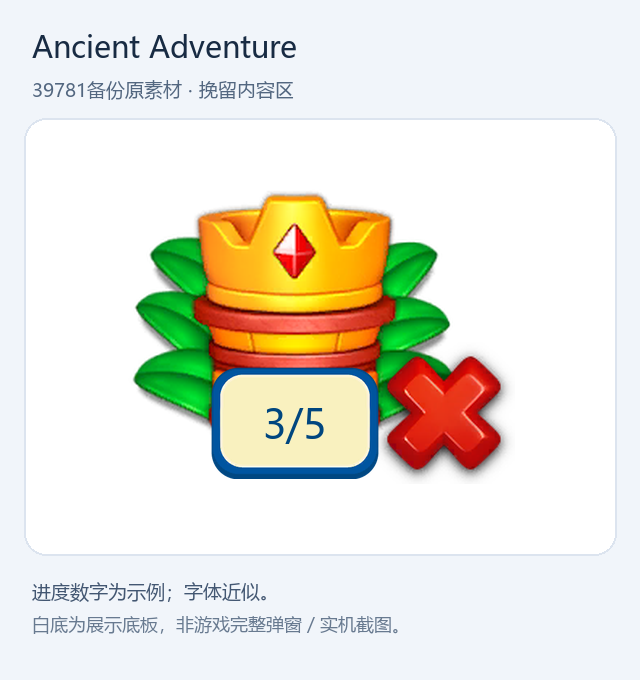 Ancient Adventure
39781备份原素材 · 挽留内容区
3/5
进度数字为示例；字体近似。
白底为展示底板，非游戏完整弹窗 / 实机截图。